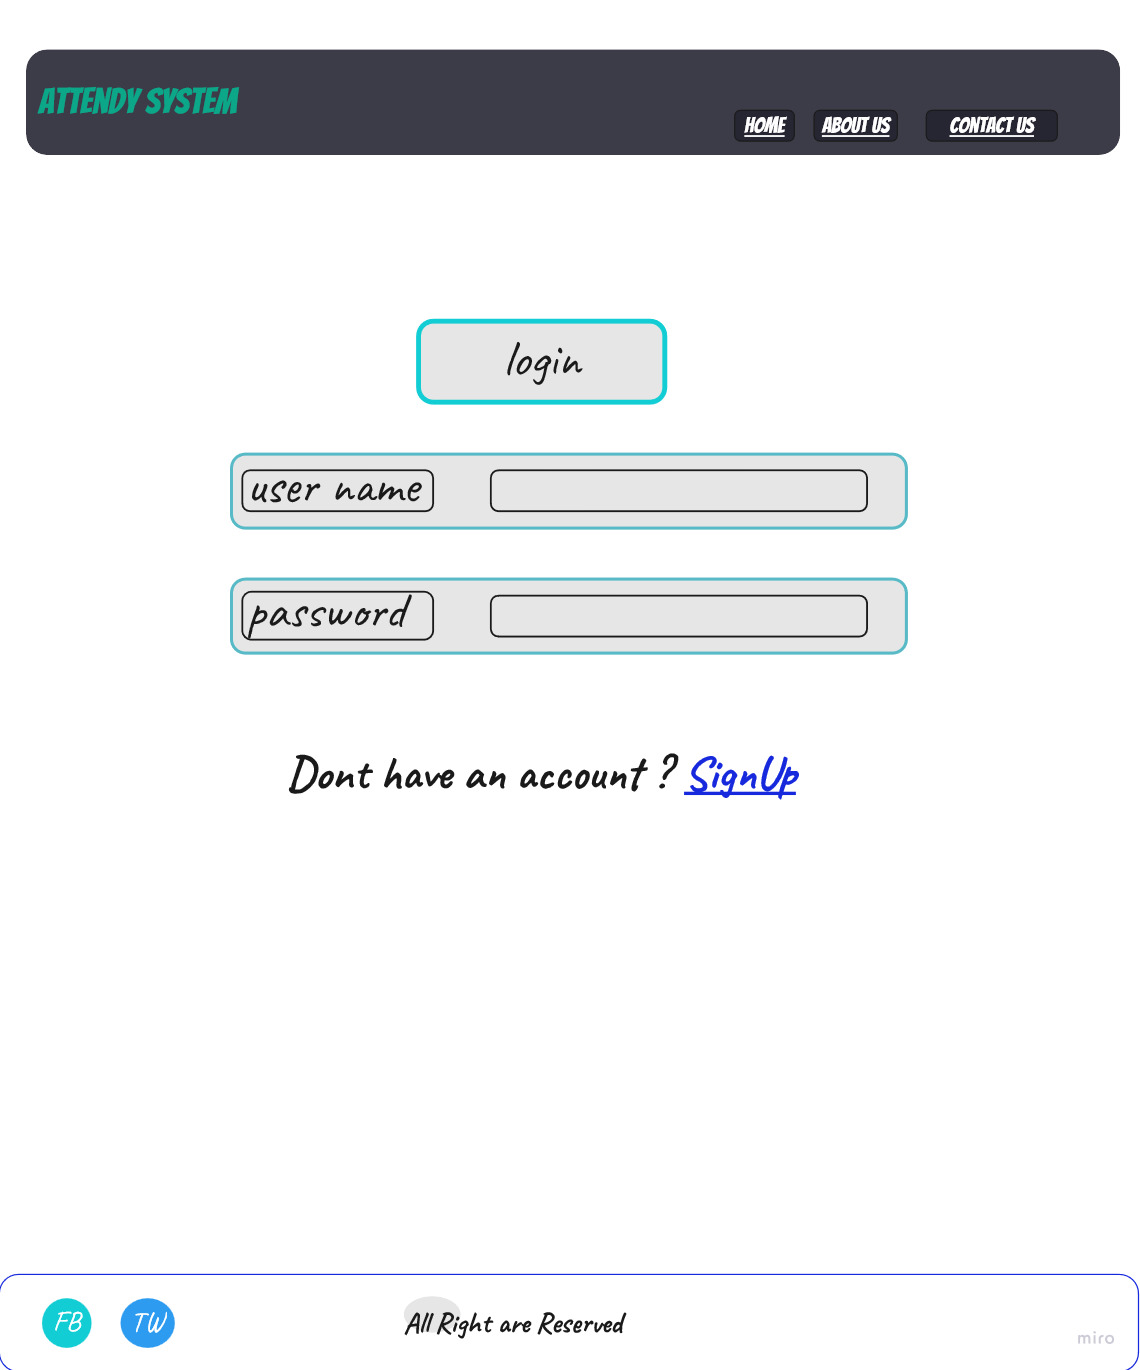 ATTENDY SYSTEM
HOME ABOUT US CONTACT US
login
user name
password
Dont have an account ? SignUp
FB TW All Right are Reserved
miro